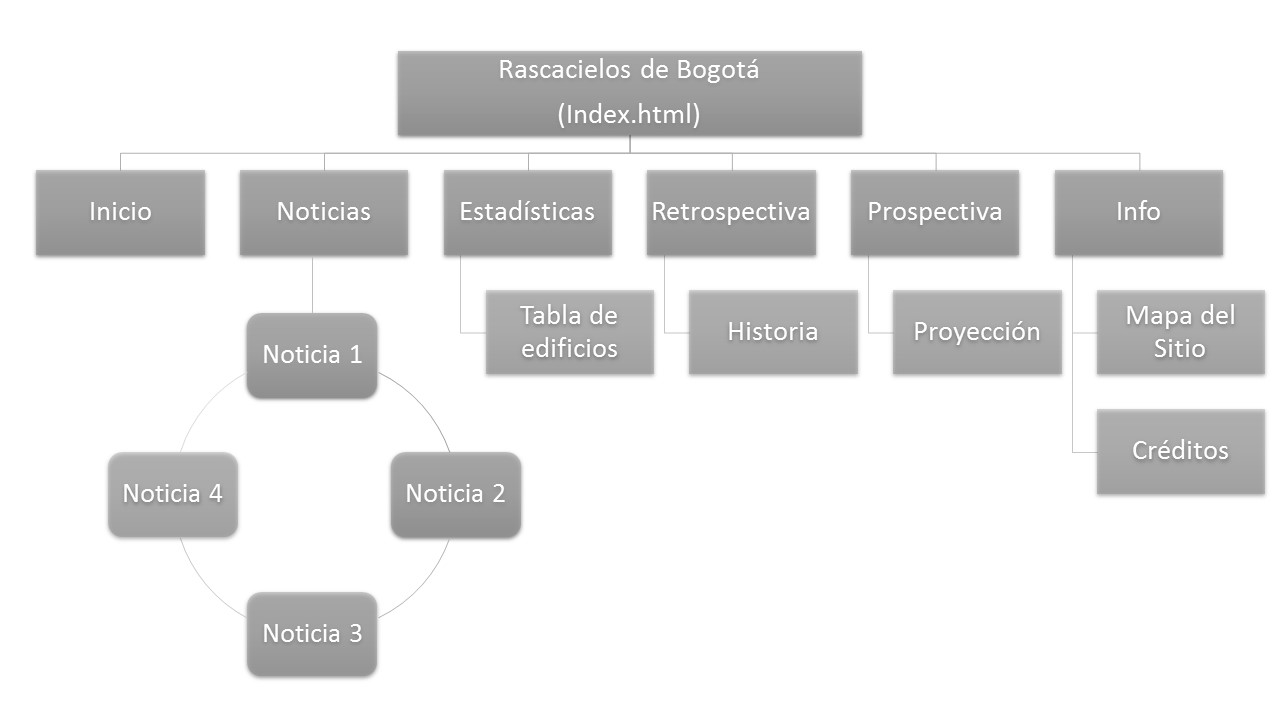 Rascacielos de Bogotá
(Index.html)
Inicio
Noticias
Estadísticas
Retrospectiva
Prospectiva
Info
Tabla de
edificios
Historia
Proyección
Mapa del
Sitio
Créditos
Noticia 1
Noticia 2
Noticia 3
Noticia 4